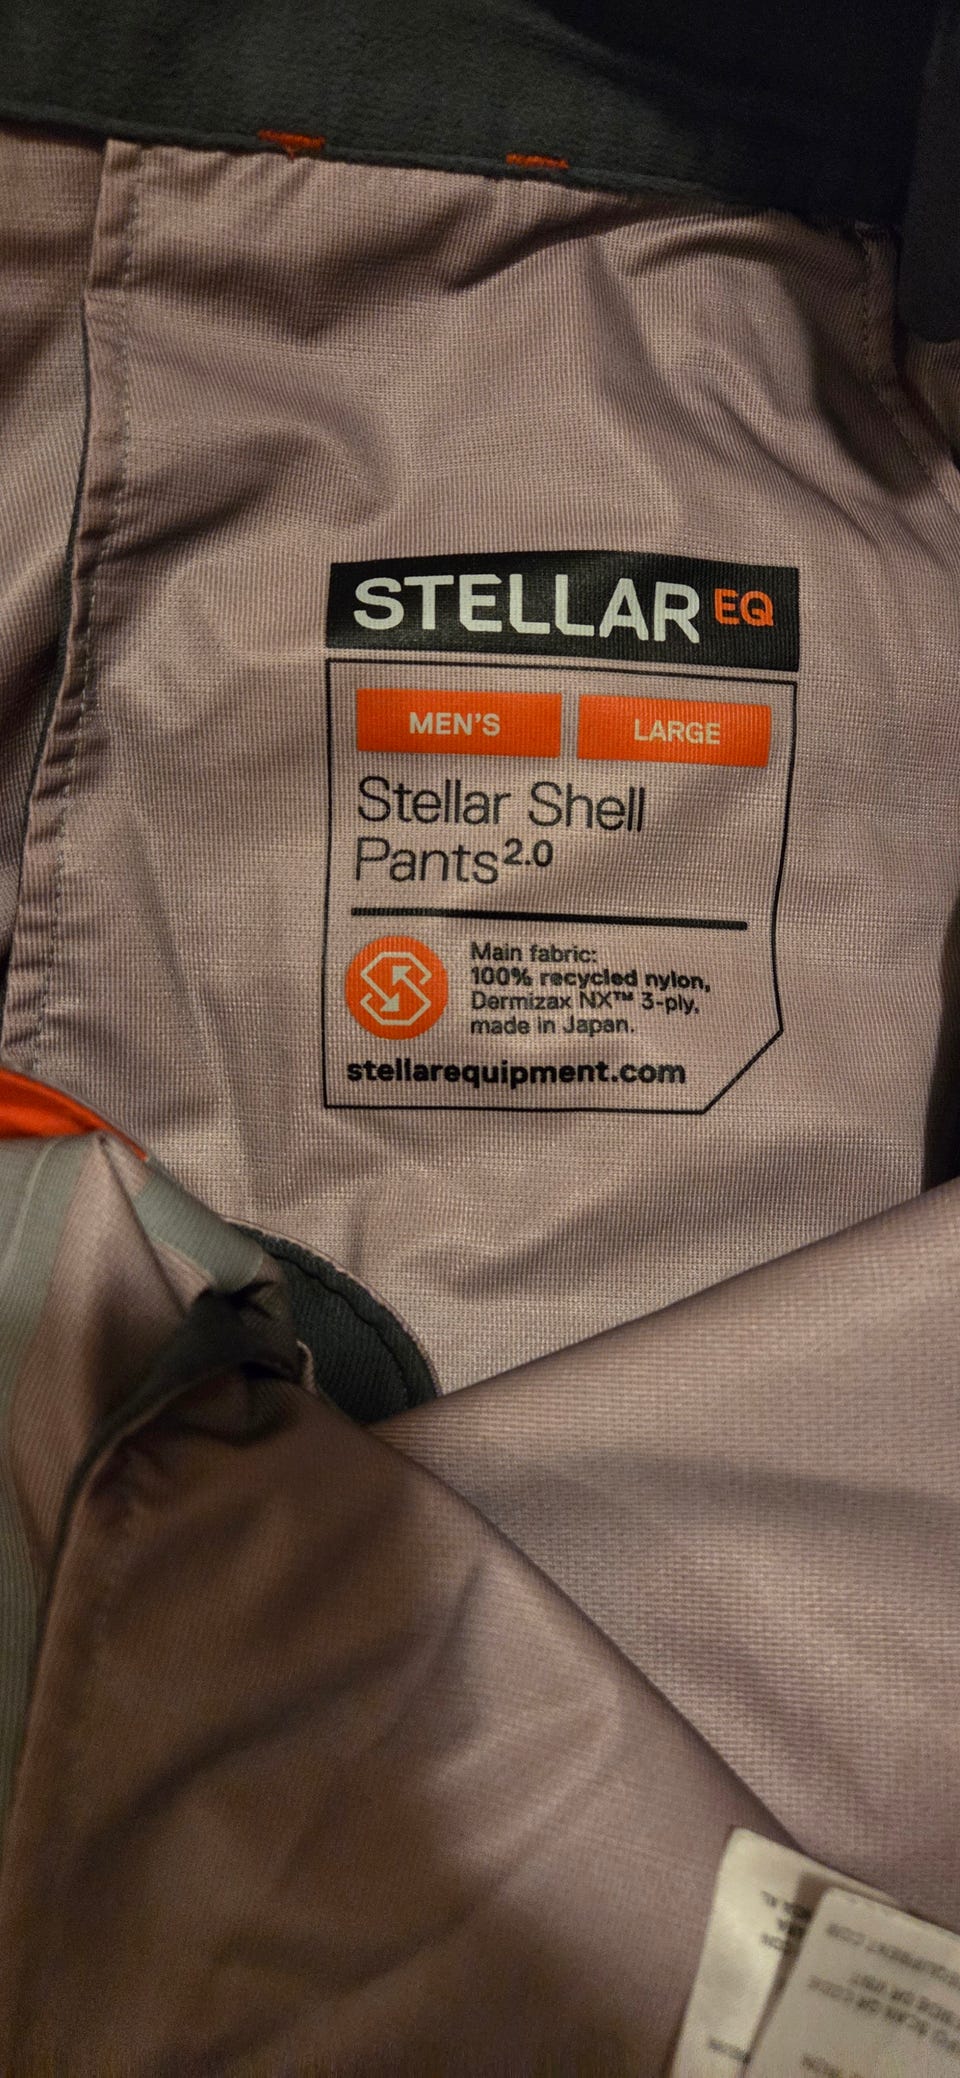 STELLAR EQ
MEN'S LARGE
Stellar Shell
Pants2.0
Main fabric:
100% recycled nylon,
Dermizax NX™ 3-ply,
made in Japan.
stellarequipment.com